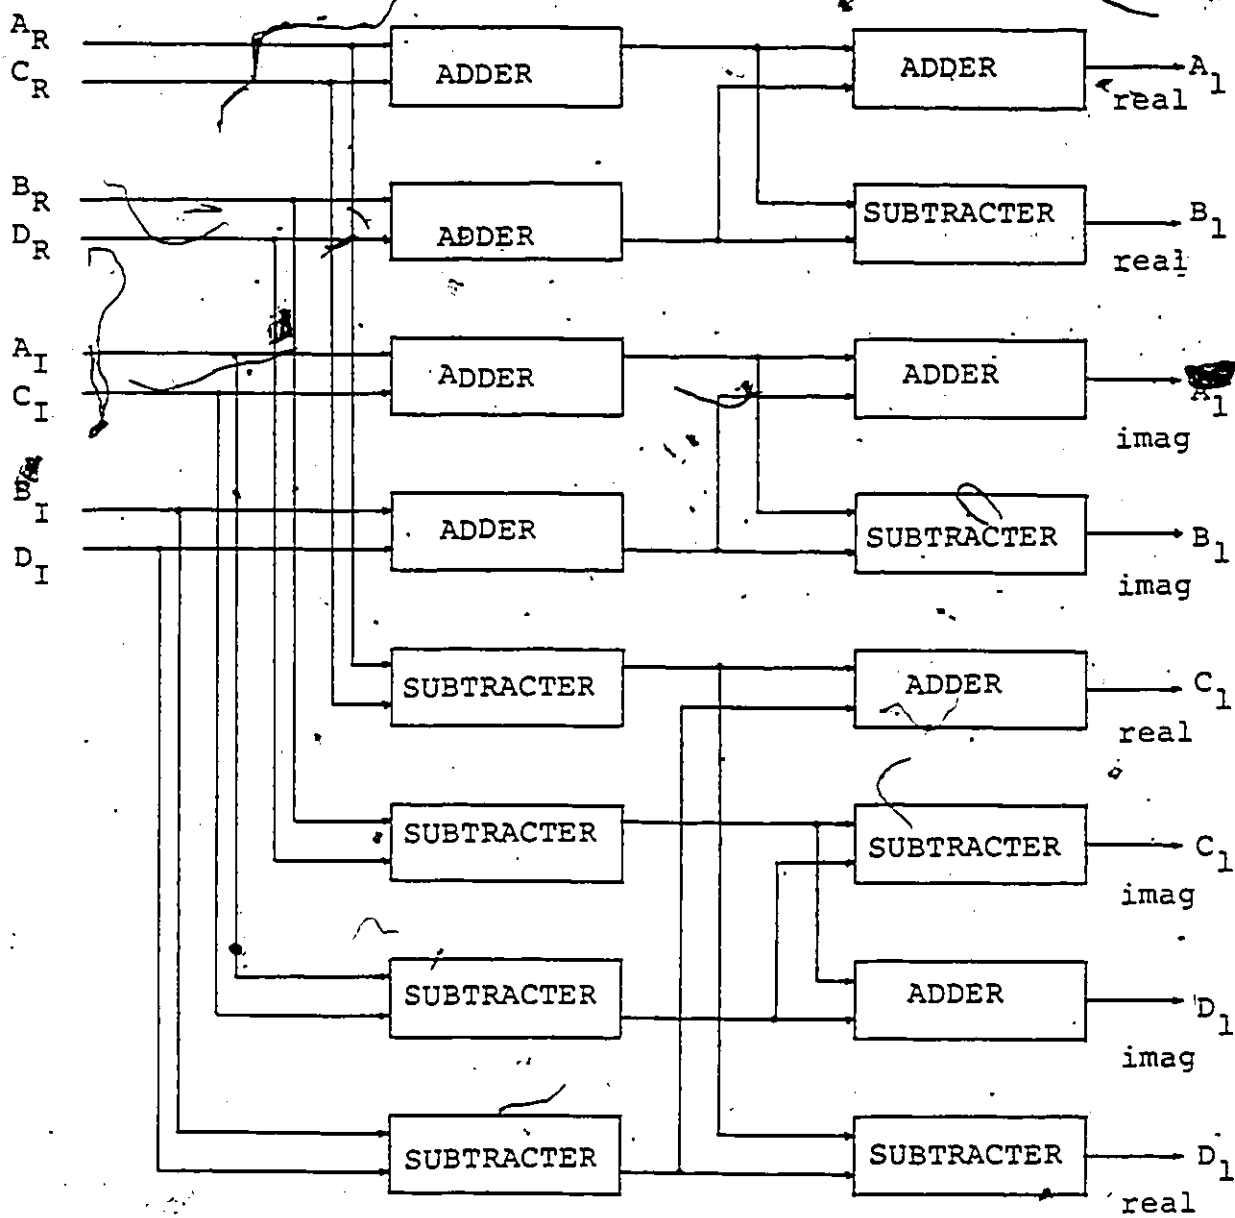 A_R
C_R
ADDER
ADDER
A_1
real
B_R
D_R
ADDER
SUBTRACTER
B_1
real
A_I
C_I
ADDER
ADDER
A_1
imag
B_I
D_I
ADDER
SUBTRACTER
B_1
imag
SUBTRACTER
ADDER
C_1
real
SUBTRACTER
SUBTRACTER
C_1
imag
SUBTRACTER
ADDER
D_1
imag
SUBTRACTER
SUBTRACTER
D_1
real